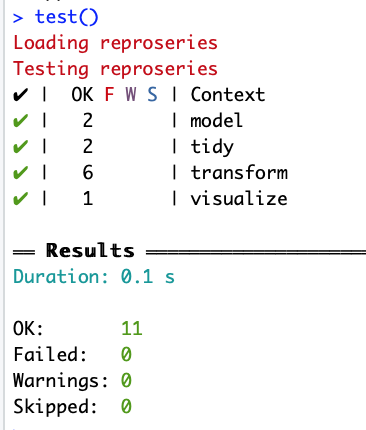 > test()
Loading reproseries
Testing reproseries
✔ | OK F W S | Context
✔ | 2 | model
✔ | 2 | tidy
✔ | 6 | transform
✔ | 1 | visualize
══ Results ═════════════════════
Duration: 0.1 s
OK: 11
Failed: 0
Warnings: 0
Skipped: 0